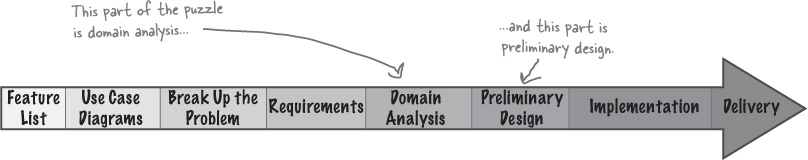 This part of the puzzle
is domain analysis...
...and this part is
preliminary design.
Feature
List
Use Case
Diagrams
Break Up the
Problem
Requirements
Domain
Analysis
Preliminary
Design
Implementation
Delivery